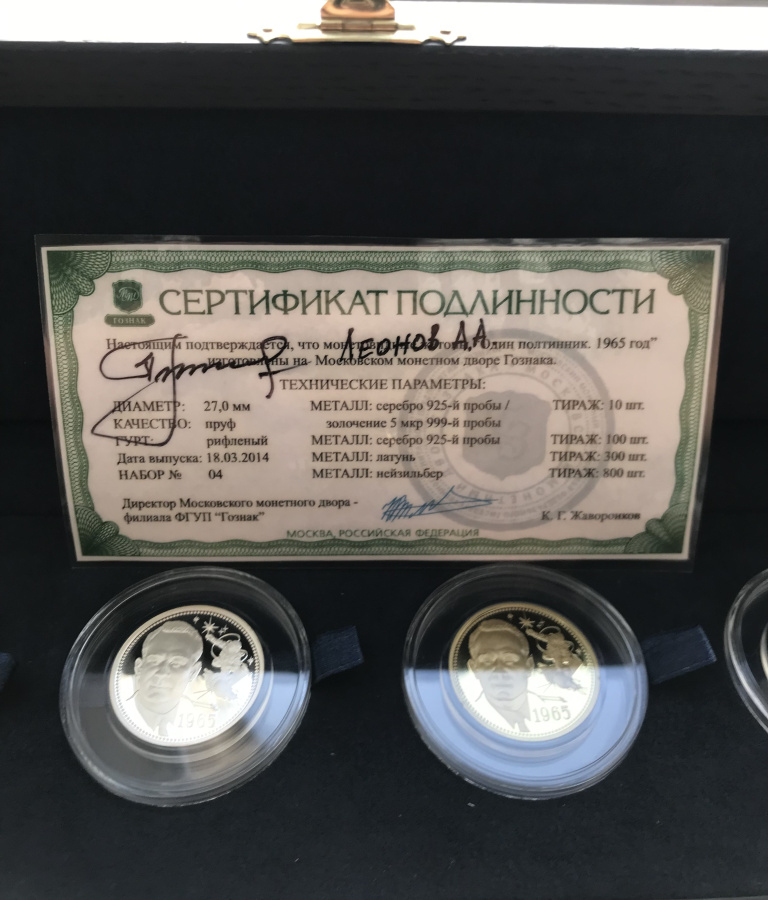 ГОЗНАК
СЕРТИФИКАТ ПОДЛИННОСТИ
Настоящим подтверждается, что "Один полтинник. 1965 год"
ЛЕОНОВ А.А.
изготовлены на Московском монетном дворе Гознака.
ТЕХНИЧЕСКИЕ ПАРАМЕТРЫ:
ДИАМЕТР: 27,0 мм МЕТАЛЛ: серебро 925-й пробы / ТИРАЖ: 10 шт.
КАЧЕСТВО: пруф золочение 5 мкр 999-й пробы
ГУРТ: рифленый МЕТАЛЛ: серебро 925-й пробы ТИРАЖ: 100 шт.
Дата выпуска: 18.03.2014 МЕТАЛЛ: латунь ТИРАЖ: 300 шт.
НАБОР № 04 МЕТАЛЛ: нейзильбер ТИРАЖ: 800 шт.
Директор Московского монетного двора -
филиала ФГУП "Гознак" К. Г. Жаворонков
МОСКВА, РОССИЙСКАЯ ФЕДЕРАЦИЯ
1965
1965